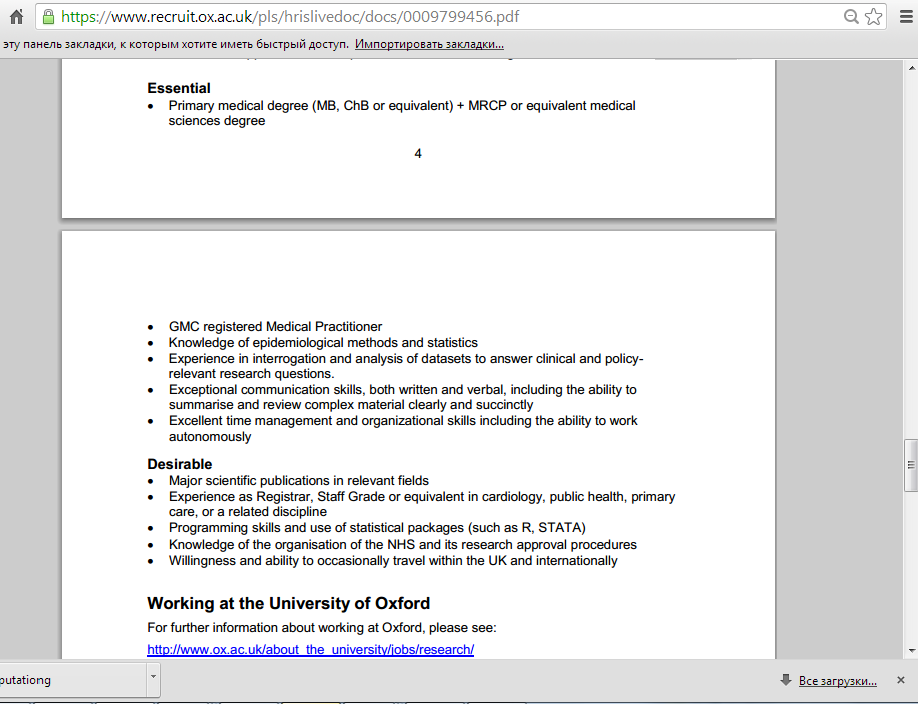 https://www.recruit.ox.ac.uk/pls/hrislivedoc/docs/0009799456.pdf
эту панель закладки, к которым хотите иметь быстрый доступ. Импортировать закладки...
Essential
• Primary medical degree (MB, ChB or equivalent) + MRCP or equivalent medical
sciences degree
4
• GMC registered Medical Practitioner
• Knowledge of epidemiological methods and statistics
• Experience in interrogation and analysis of datasets to answer clinical and policy-
relevant research questions.
• Exceptional communication skills, both written and verbal, including the ability to
summarise and review complex material clearly and succinctly
• Excellent time management and organizational skills including the ability to work
autonomously
Desirable
• Major scientific publications in relevant fields
• Experience as Registrar, Staff Grade or equivalent in cardiology, public health, primary
care, or a related discipline
• Programming skills and use of statistical packages (such as R, STATA)
• Knowledge of the organisation of the NHS and its research approval procedures
• Willingness and ability to occasionally travel within the UK and internationally
Working at the University of Oxford
For further information about working at Oxford, please see:
http://www.ox.ac.uk/about_the_university/jobs/research/
putationg
Все загрузки...